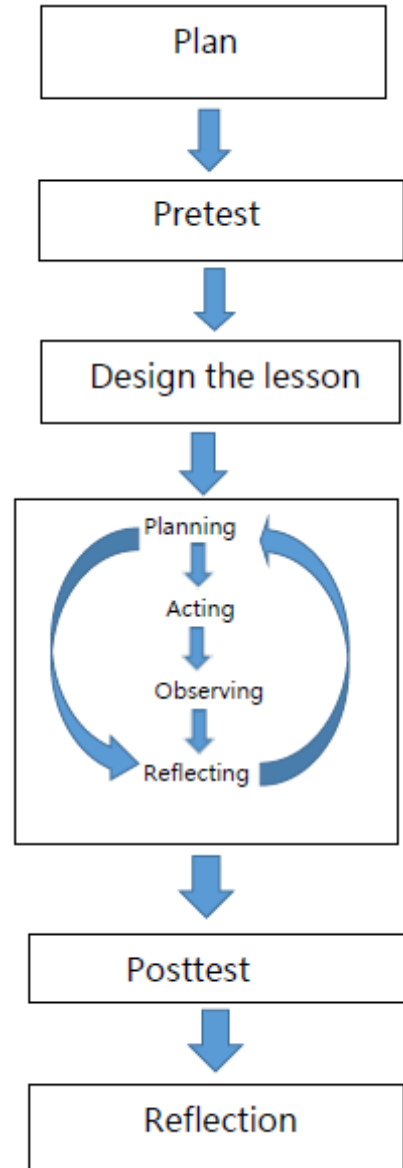 Plan
Pretest
Design the lesson
Planning
Acting
Observing
Reflecting
Posttest
Reflection